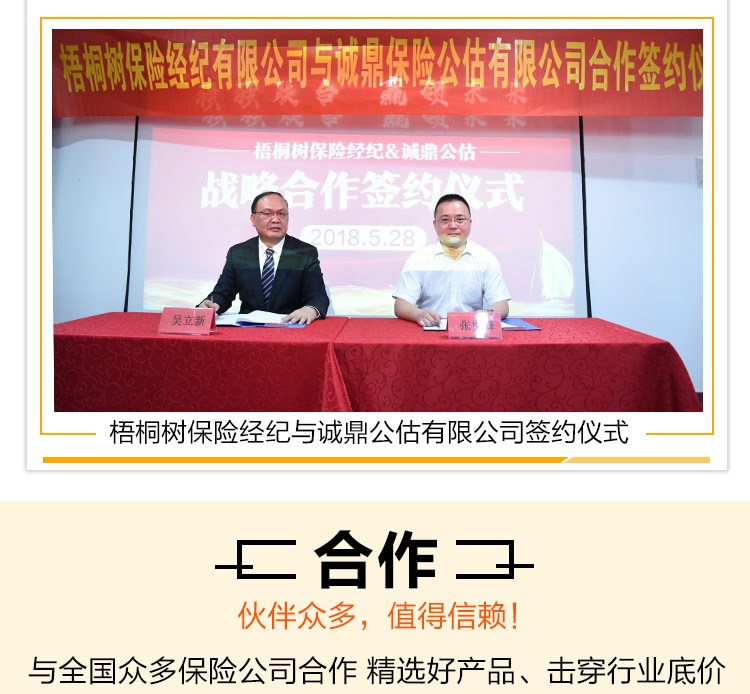 梧桐树保险经纪有限公司与诚鼎保险公估有限公司合作签约仪
梧桐树保险经纪&诚鼎公估
战略合作签约仪式
2018.5.28
吴立新
张
梧桐树保险经纪与诚鼎公估有限公司签约仪式
合作
伙伴众多，值得信赖！
与全国众多保险公司合作 精选好产品、击穿行业底价